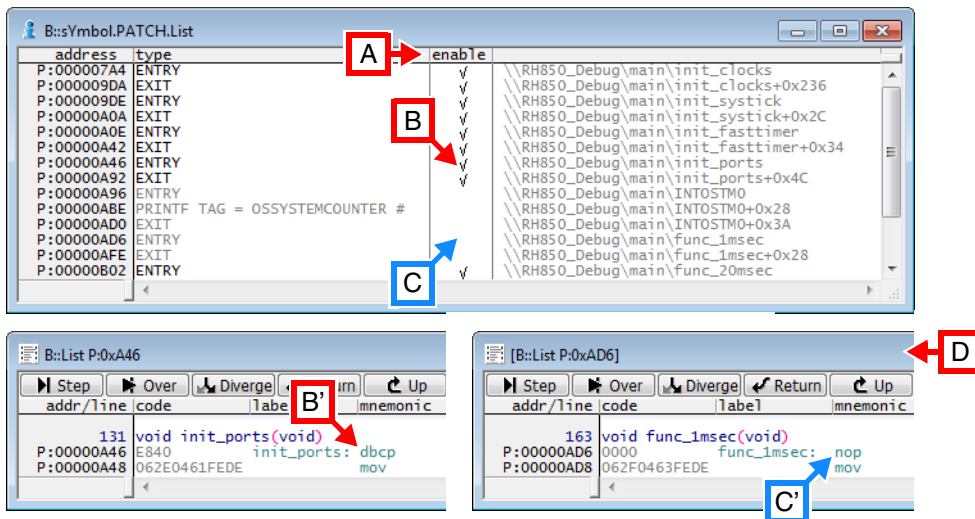 B::sYmbol.PATCH.List
A
address type enable
P:000007A4 ENTRY √ \\RH850_Debug\main\init_clocks
P:000009DA EXIT √ \\RH850_Debug\main\init_clocks+0x236
P:000009DE ENTRY √ \\RH850_Debug\main\init_systick
P:00000A0A EXIT √ \\RH850_Debug\main\init_systick+0x2C
B
P:00000A0E ENTRY √ \\RH850_Debug\main\init_fasttimer
P:00000A42 EXIT √ \\RH850_Debug\main\init_fasttimer+0x34
P:00000A46 ENTRY √ \\RH850_Debug\main\init_ports
P:00000A92 EXIT √ \\RH850_Debug\main\init_ports+0x4C
P:00000A96 ENTRY \\RH850_Debug\main\INTOSTM0
P:00000ABE PRINTF TAG = OSSYSTEMCOUNTER # \\RH850_Debug\main\INTOSTM0+0x28
P:00000AD0 EXIT \\RH850_Debug\main\INTOSTM0+0x3A
P:00000AD6 ENTRY \\RH850_Debug\main\func_1msec
P:00000AFE EXIT \\RH850_Debug\main\func_1msec+0x28
P:00000B02 ENTRY √ \\RH850_Debug\main\func_20msec
C
B::List P:0xA46
Step Over Diverge urn Up
addr/line code labe mnemonic
B’
131 void init_ports(void)
P:00000A46 E840 init_ports: dbcp
P:00000A48 062E0461FEDE mov
[B::List P:0xAD6]
D
Step Over Diverge Return Up
addr/line code label mnemonic
163 void func_1msec(void)
P:00000AD6 0000 func_1msec: nop
P:00000AD8 062F0463FEDE mov
C’